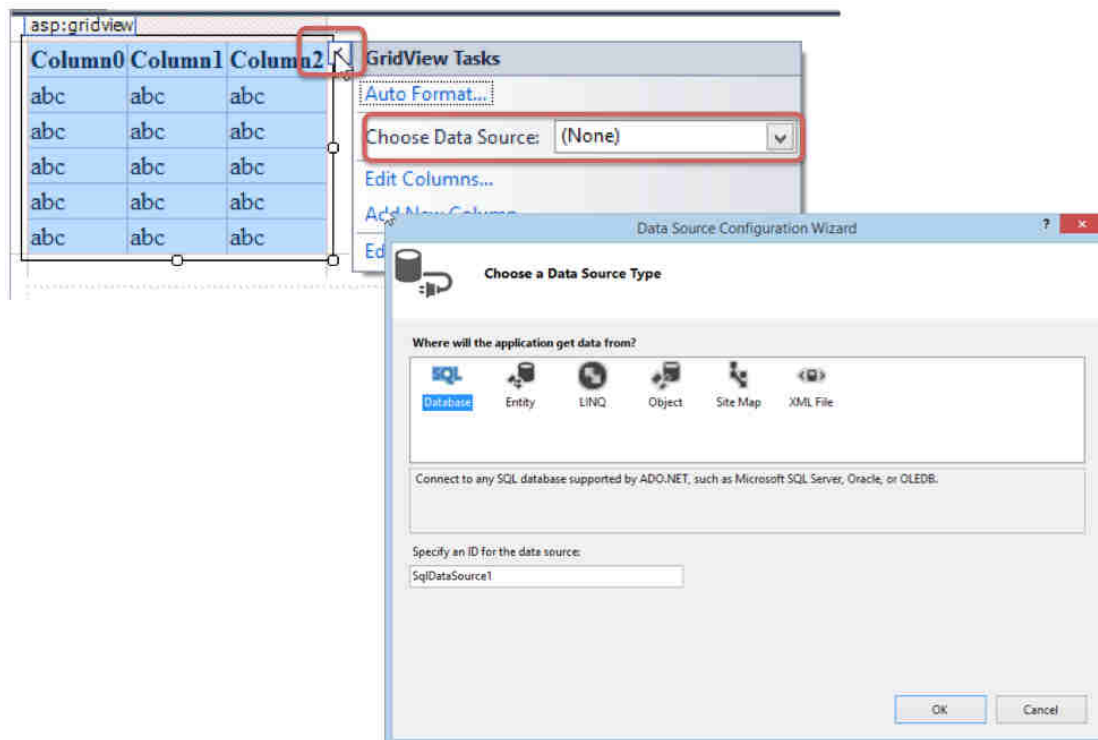 asp:gridview
Column0 Column1 Column2
abc abc abc
abc abc abc
abc abc abc
abc abc abc
abc abc abc
GridView Tasks
Auto Format...
Choose Data Source: (None)
Edit Columns...
Add New Column
Ed
Data Source Configuration Wizard ? ×
Choose a Data Source Type
Where will the application get data from?
SQL
Database Entity LINQ Object Site Map XML File
Connect to any SQL database supported by ADO.NET, such as Microsoft SQL Server, Oracle, or OLEDB.
Specify an ID for the data source:
SqlDataSource1
OK Cancel